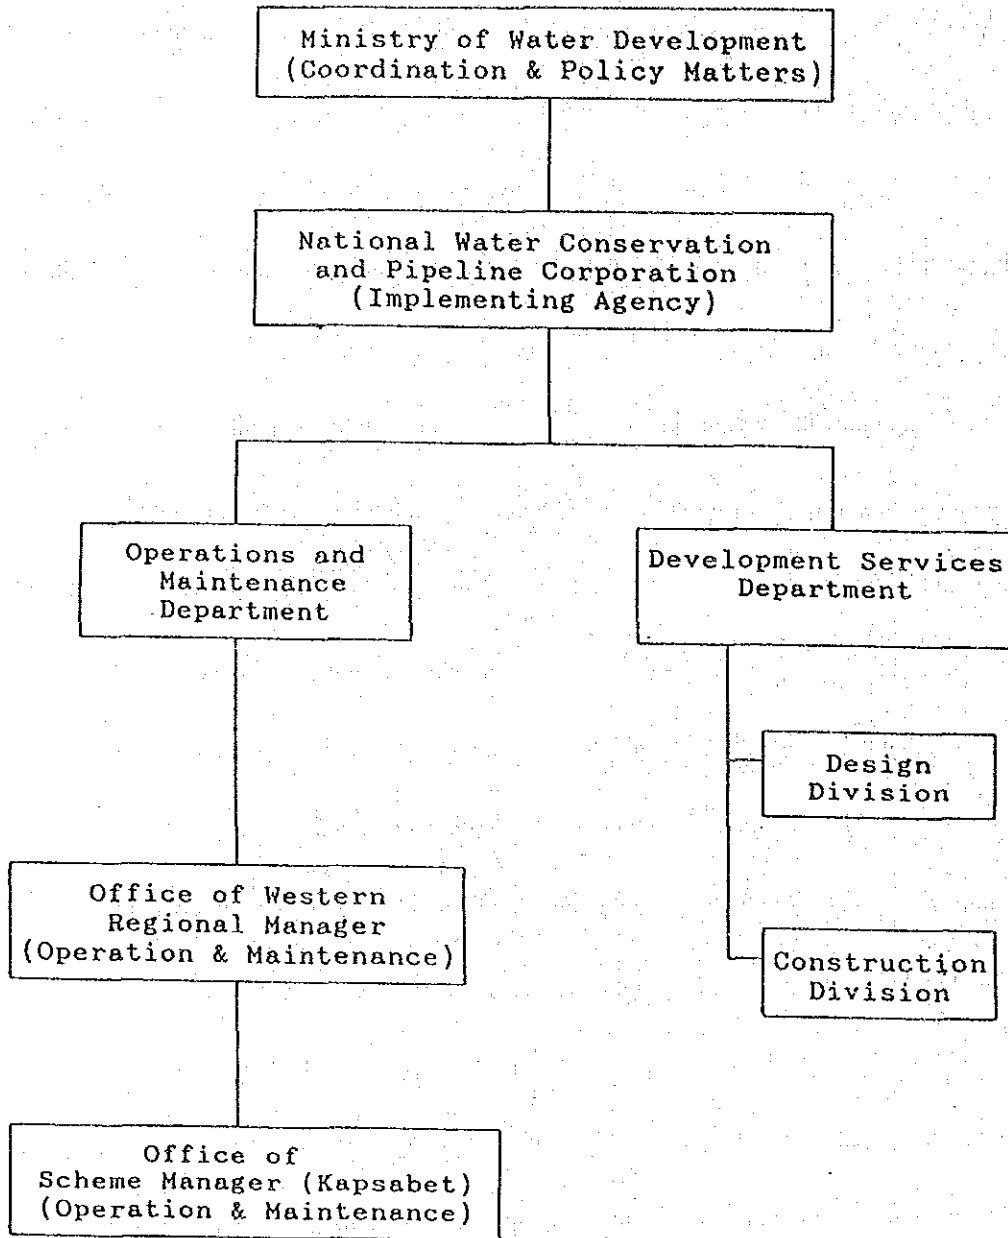 Ministry of Water Development
(Coordination & Policy Matters)
National Water Conservation
and Pipeline Corporation
(Implementing Agency)
Operations and
Maintenance
Department
Development Services
Department
Design
Division
Construction
Division
Office of Western
Regional Manager
(Operation & Maintenance)
Office of
Scheme Manager (Kapsabet)
(Operation & Maintenance)